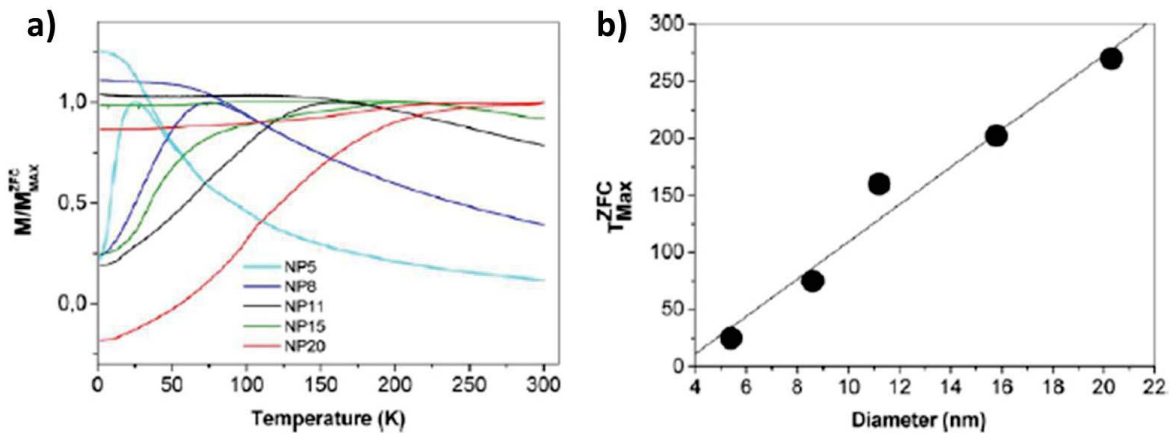 a)
M/M^ZFC_MAX
1,0
0,5
0,0
NP5
NP8
NP11
NP15
NP20
0 50 100 150 200 250 300
Temperature (K)
b)
T^ZFC_Max
300
250
200
150
100
50
0
4 6 8 10 12 14 16 18 20 22
Diameter (nm)